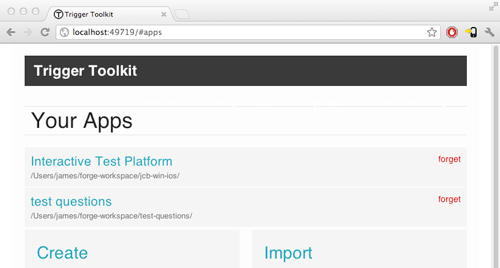 Trigger Toolkit
localhost:49719/#apps
Trigger Toolkit
Your Apps
Interactive Test Platform
forget
/Users/james/forge-workspace/jcb-win-ios/
test questions
forget
/Users/james/forge-workspace/test-questions/
Create
Import